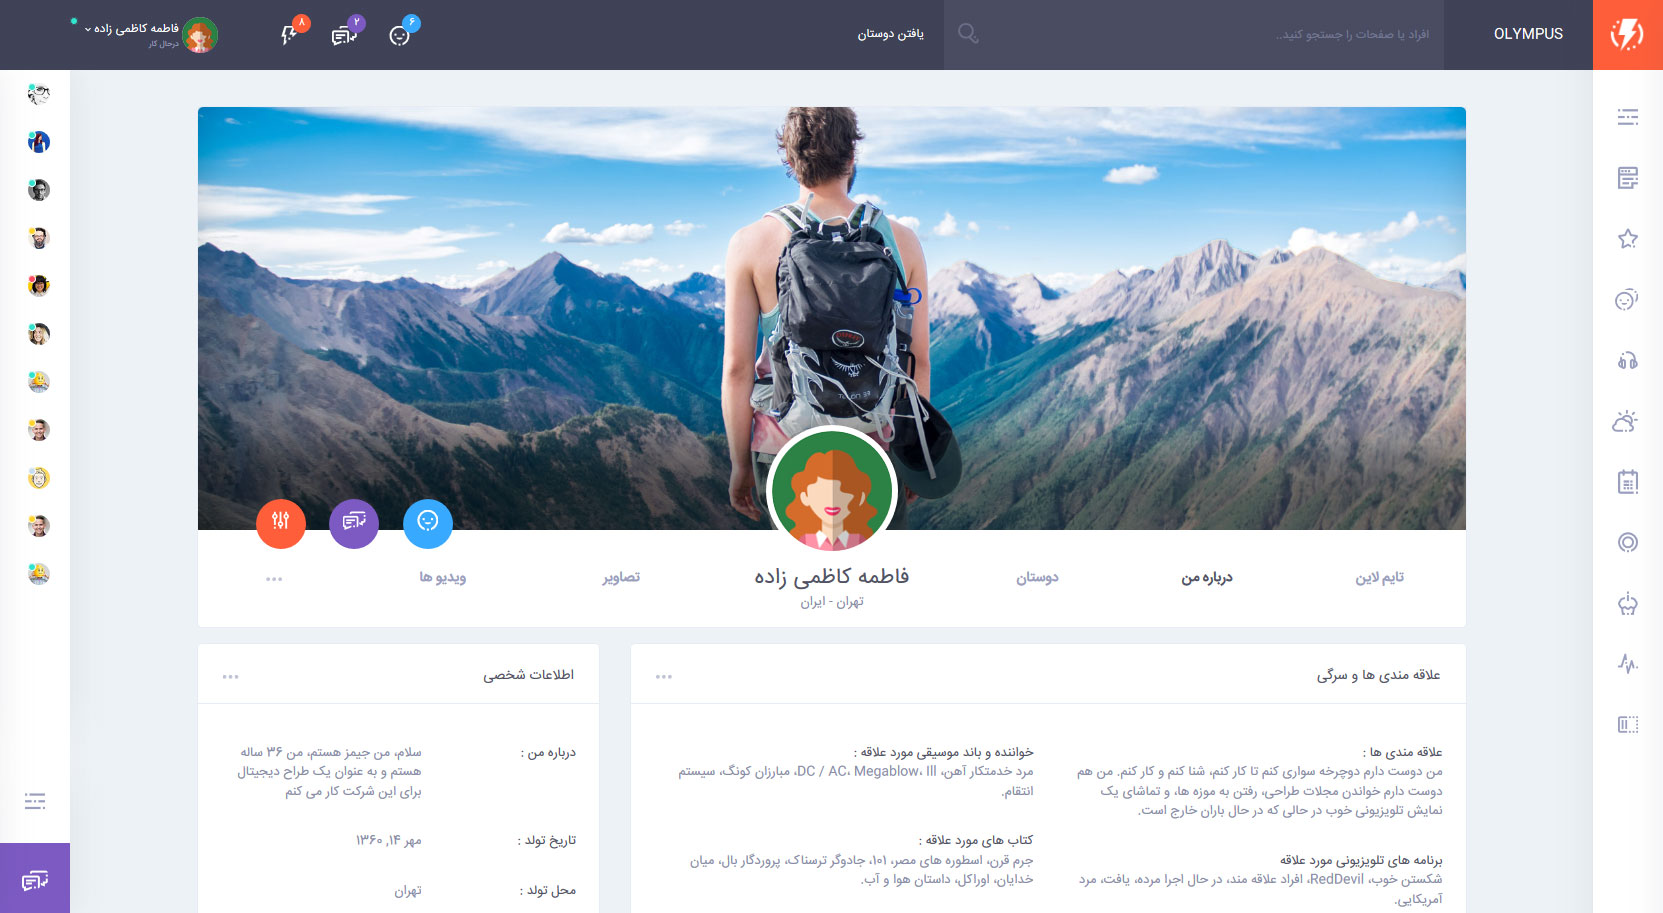 OLYMPUS
افراد یا صفحات را جستجو کنید..
یافتن دوستان
۶
۲
۸
فاطمه کاظمی زاده
درحال کار
تایم لاین
درباره من
دوستان
فاطمه کاظمی زاده
تهران - ایران
تصاویر
ویدیو ها
علاقه مندی ها و سرگی
علاقه مندی ها :
من دوست دارم دوچرخه سواری کنم تا کار کنم، شنا کنم و کار کنم. من هم
دوست دارم خواندن مجلات طراحی، رفتن به موزه ها، و تماشای یک
نمایش تلویزیونی خوب در حالی که در حال باران خارج است.
برنامه های تلویزیونی مورد علاقه
شکستن خوب، RedDevil، افراد علاقه مند، در حال اجرا مرده، یافت، مرد
آمریکایی.
خواننده و باند موسیقی مورد علاقه :
مرد خدمتکار آهن، DC / AC، Megablow، Ill، مبارزان کونگ، سیستم
انتقام.
کتاب های مورد علاقه :
جرم قرن، اسطوره های مصر، ۱۰۱، جادوگر ترسناک، پروردگار بال، میان
خدایان، اوراکل، داستان هوا و آب.
اطلاعات شخصی
درباره من :
سلام، من جیمز هستم، من ۳۶ ساله
هستم و به عنوان یک طراح دیجیتال
برای این شرکت کار می کنم
تاریخ تولد :
مهر ۱۴, ۱۳۶۰
محل تولد :
تهران